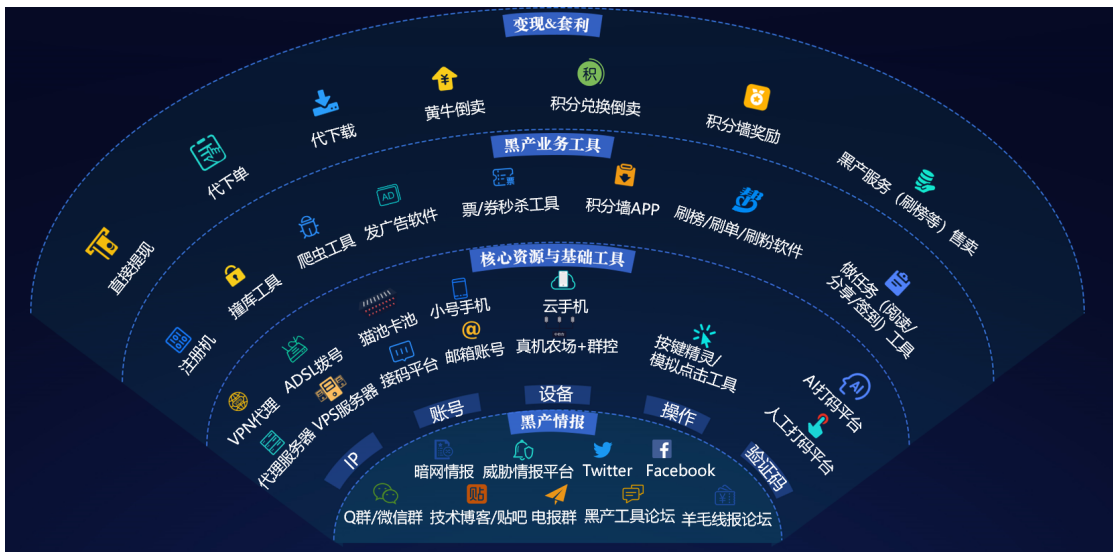 变现&套利
直接提现
代下单
代下载
黄牛倒卖
积分兑换倒卖
积分墙奖励
黑产服务（刷榜等）售卖
黑产业务工具
注册机
撞库工具
爬虫工具
发广告软件
票/券秒杀工具
积分墙APP
刷榜/刷单/刷粉软件
做任务（阅读/
分享/签到）工具
核心资源与基础工具
VPN代理
代理服务器
ADSL拨号
VPS服务器
猫池卡池
接码平台
小号手机
邮箱账号
云手机
真机农场+群控
按键精灵/
模拟点击工具
AI打码平台
人工打码平台
IP
账号
设备
操作
验证码
黑产情报
暗网情报
威胁情报平台
Twitter
Facebook
Q群/微信群
技术博客/贴吧
电报群
黑产工具论坛
羊毛线报论坛